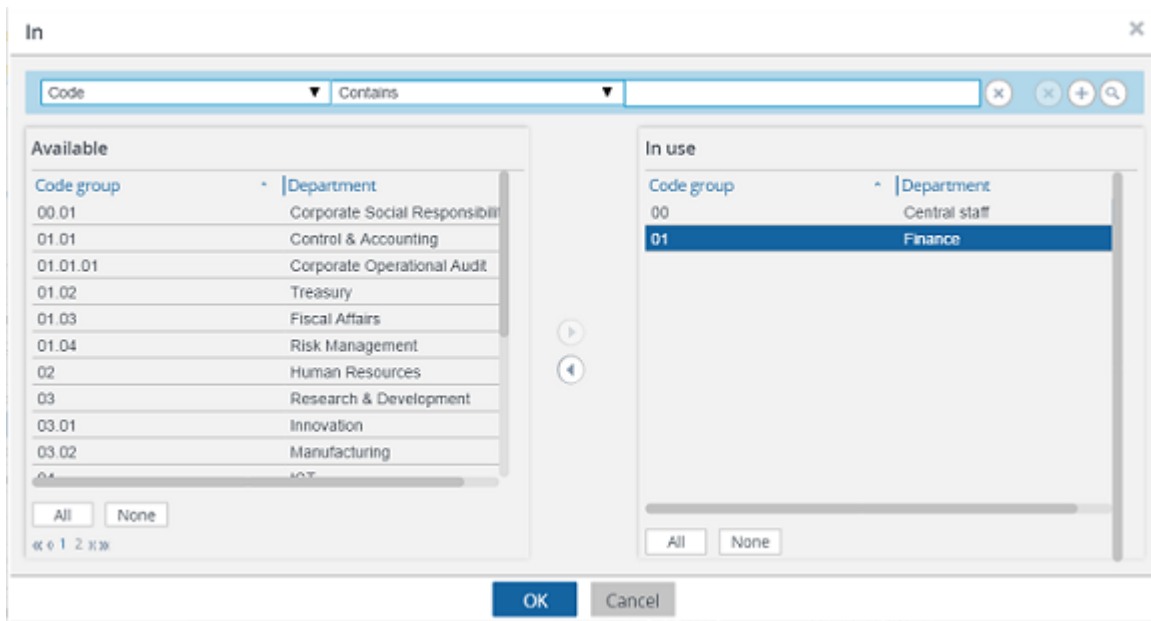 In
Code Contains
Available
Code group Department
00.01 Corporate Social Responsibilit
01.01 Control & Accounting
01.01.01 Corporate Operational Audit
01.02 Treasury
01.03 Fiscal Affairs
01.04 Risk Management
02 Human Resources
03 Research & Development
03.01 Innovation
03.02 Manufacturing
04 ICT
All None
1 2
In use
Code group Department
00 Central staff
01 Finance
All None
OK Cancel